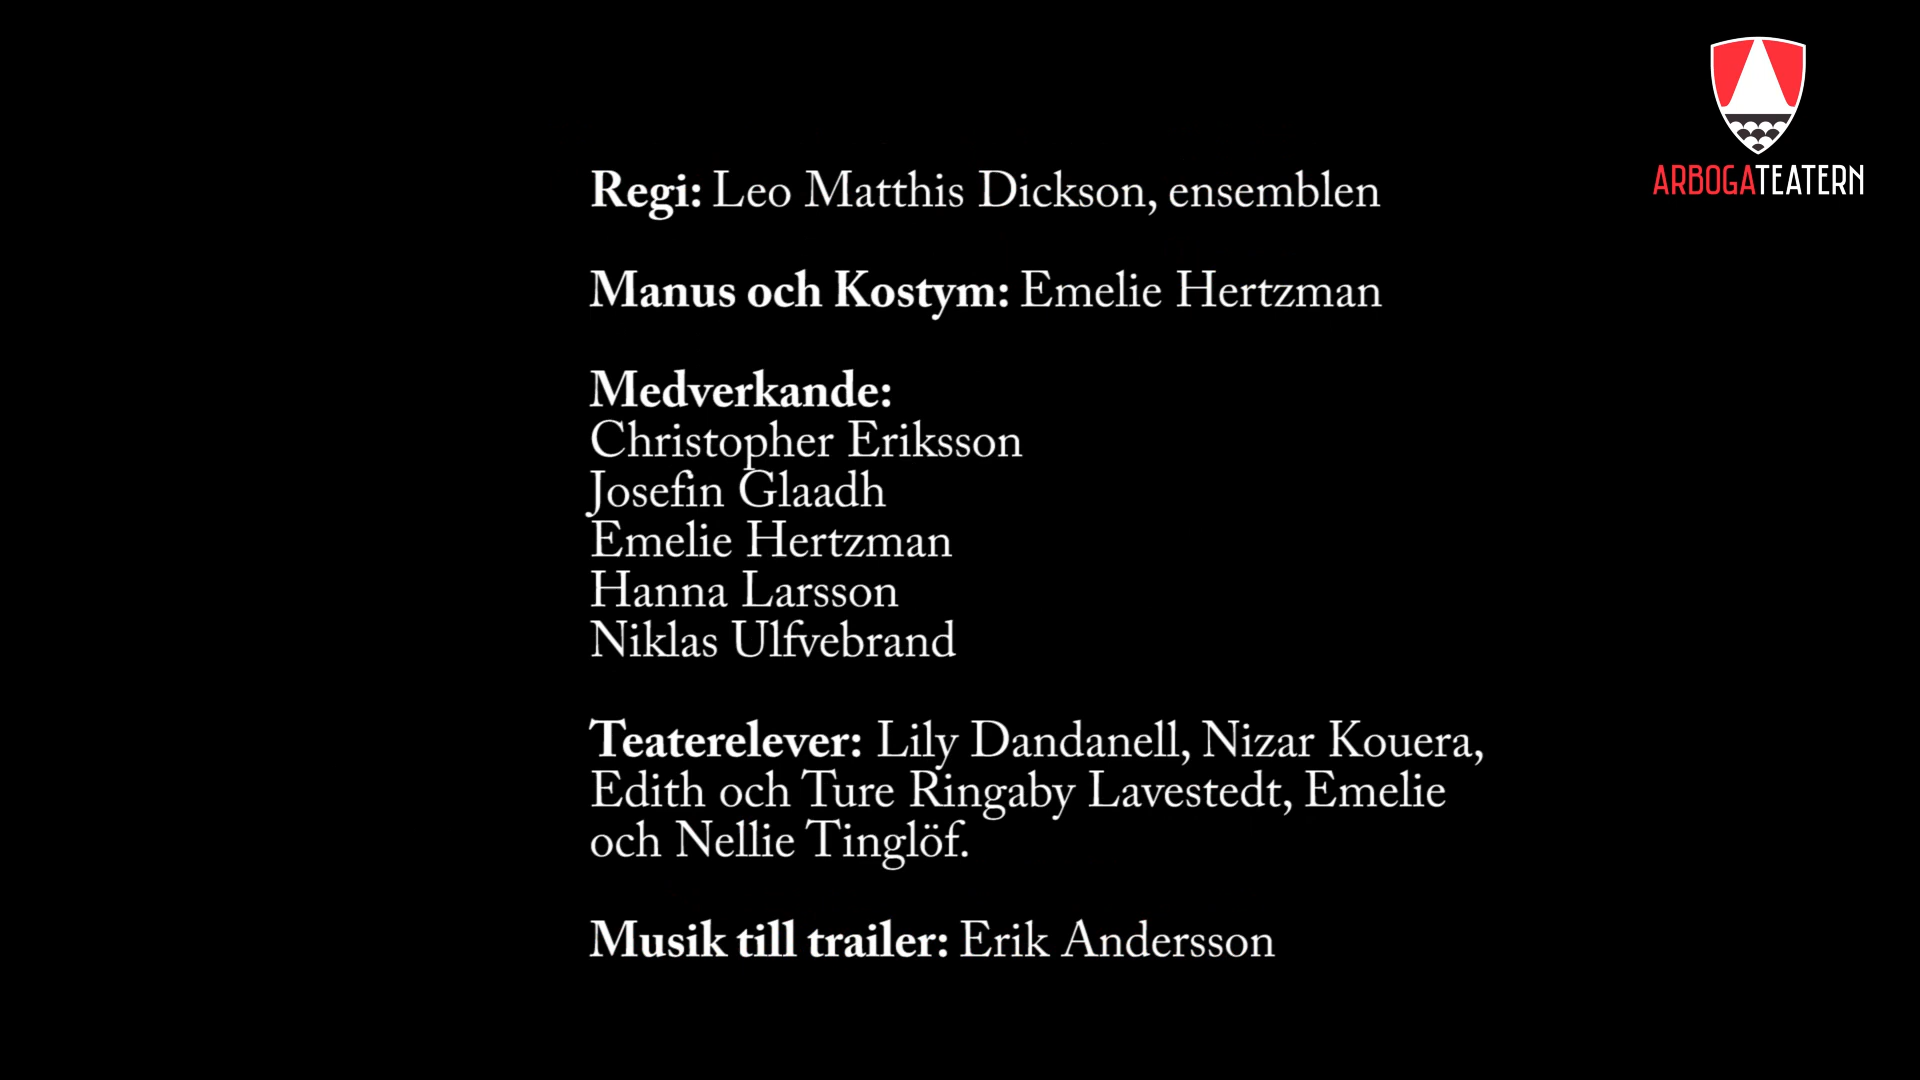 ARBOGATEATERN
Regi: Leo Matthis Dickson, ensemblen
Manus och Kostym: Emelie Hertzman
Medverkande:
Christopher Eriksson
Josefin Glaadh
Emelie Hertzman
Hanna Larsson
Niklas Ulfvebrand
Teaterelever: Lily Dandanell, Nizar Kouera,
Edith och Ture Ringaby Lavestedt, Emelie
och Nellie Tinglöf.
Musik till trailer: Erik Andersson